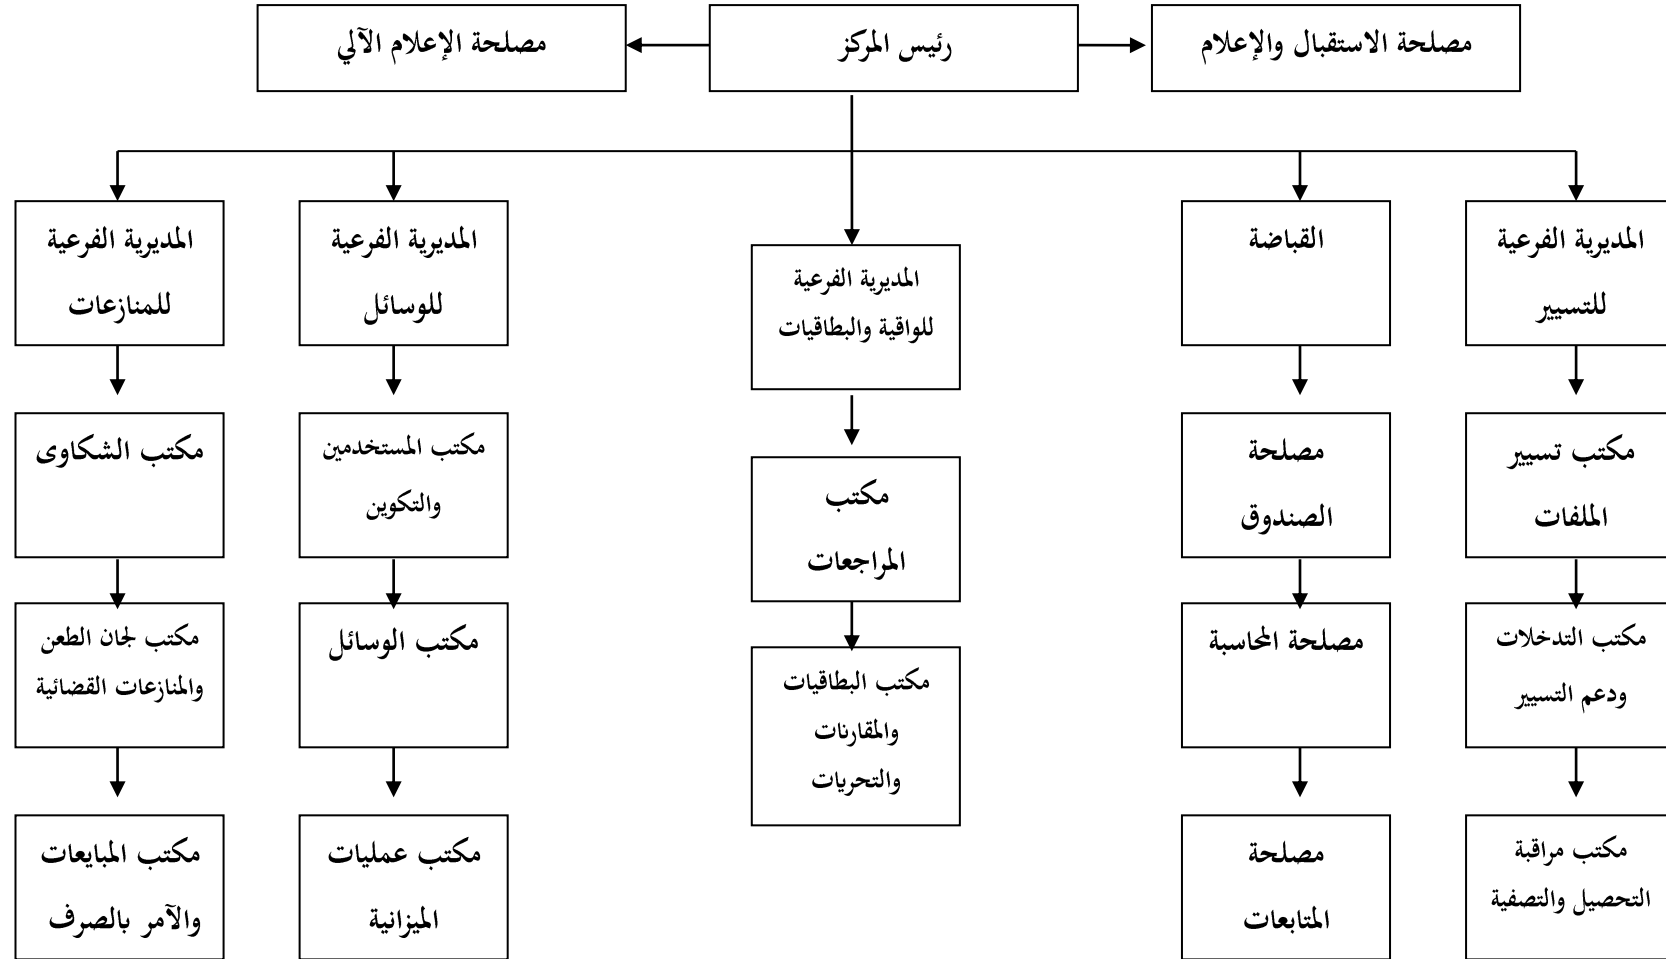 مصلحة الاستقبال والإعلام
رئيس المركز
مصلحة الإعلام الآلي
المديرية الفرعية
للتسيير
القباضة
المديرية الفرعية
للواقية والبطاقيات
المديرية الفرعية
للوسائل
المديرية الفرعية
للمنازعات
مكتب تسيير
الملفات
مصلحة
الصندوق
مكتب
المراجعات
مكتب المستخدمين
والتكوين
مكتب الشكاوى
مكتب التدخلات
ودعم التسيير
مصلحة المحاسبة
مكتب البطاقيات
والمقارنات
والتحريات
مكتب الوسائل
مكتب لجان الطعن
والمنازعات القضائية
مكتب مراقبة
التحصيل والتصفية
مصلحة
المتابعات
مكتب عمليات
الميزانية
مكتب المبايعات
والآمر بالصرف